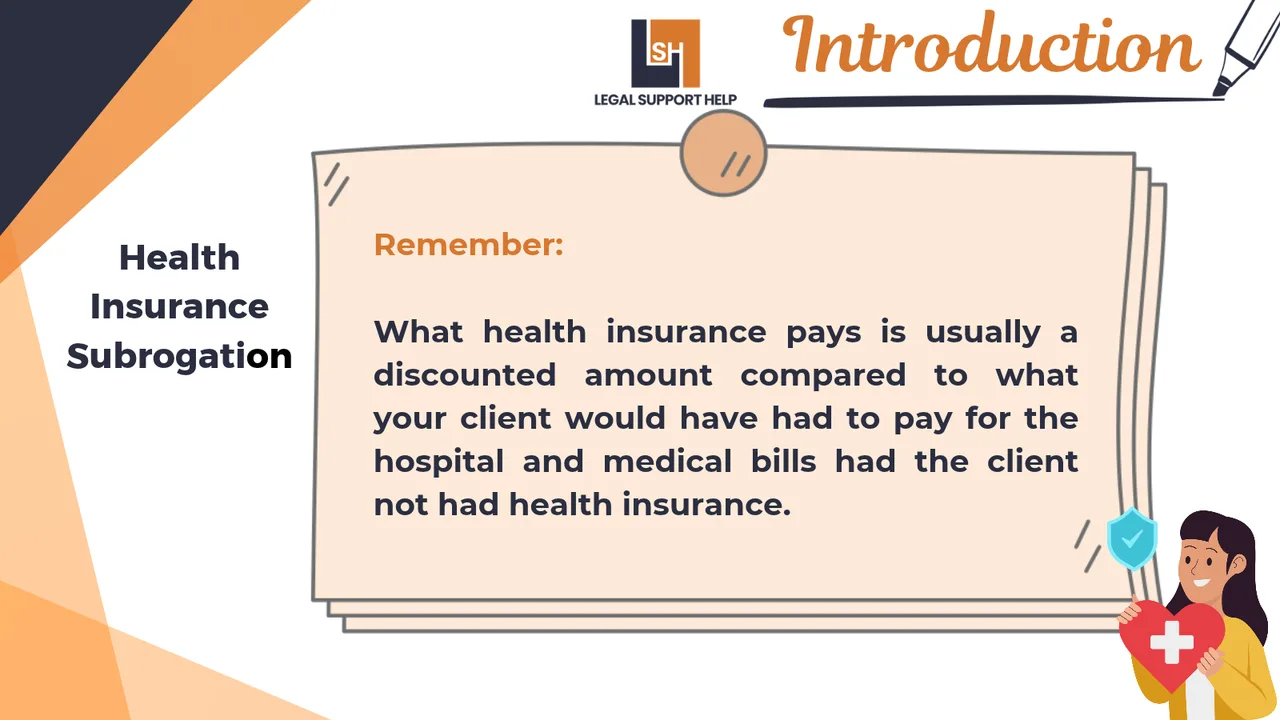 LSH
LEGAL SUPPORT HELP
Introduction
Health
Insurance
Subrogation
Remember:
What health insurance pays is usually a
discounted amount compared to what
your client would have had to pay for the
hospital and medical bills had the client
not had health insurance.